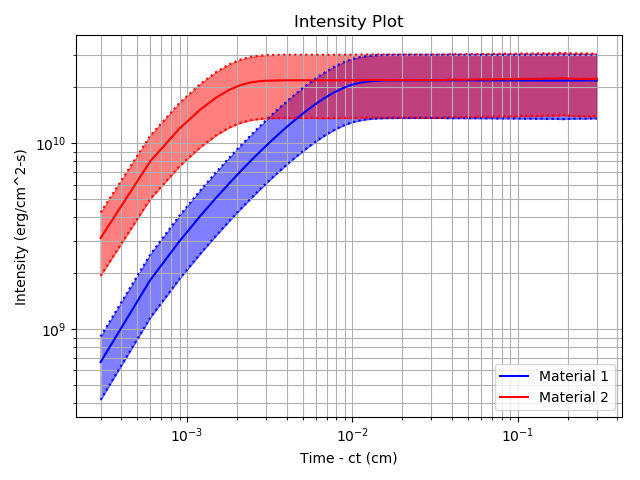 Intensity Plot
Intensity (erg/cm^2-s)
10^10
10^9
10^-3
10^-2
10^-1
Time - ct (cm)
Material 1
Material 2